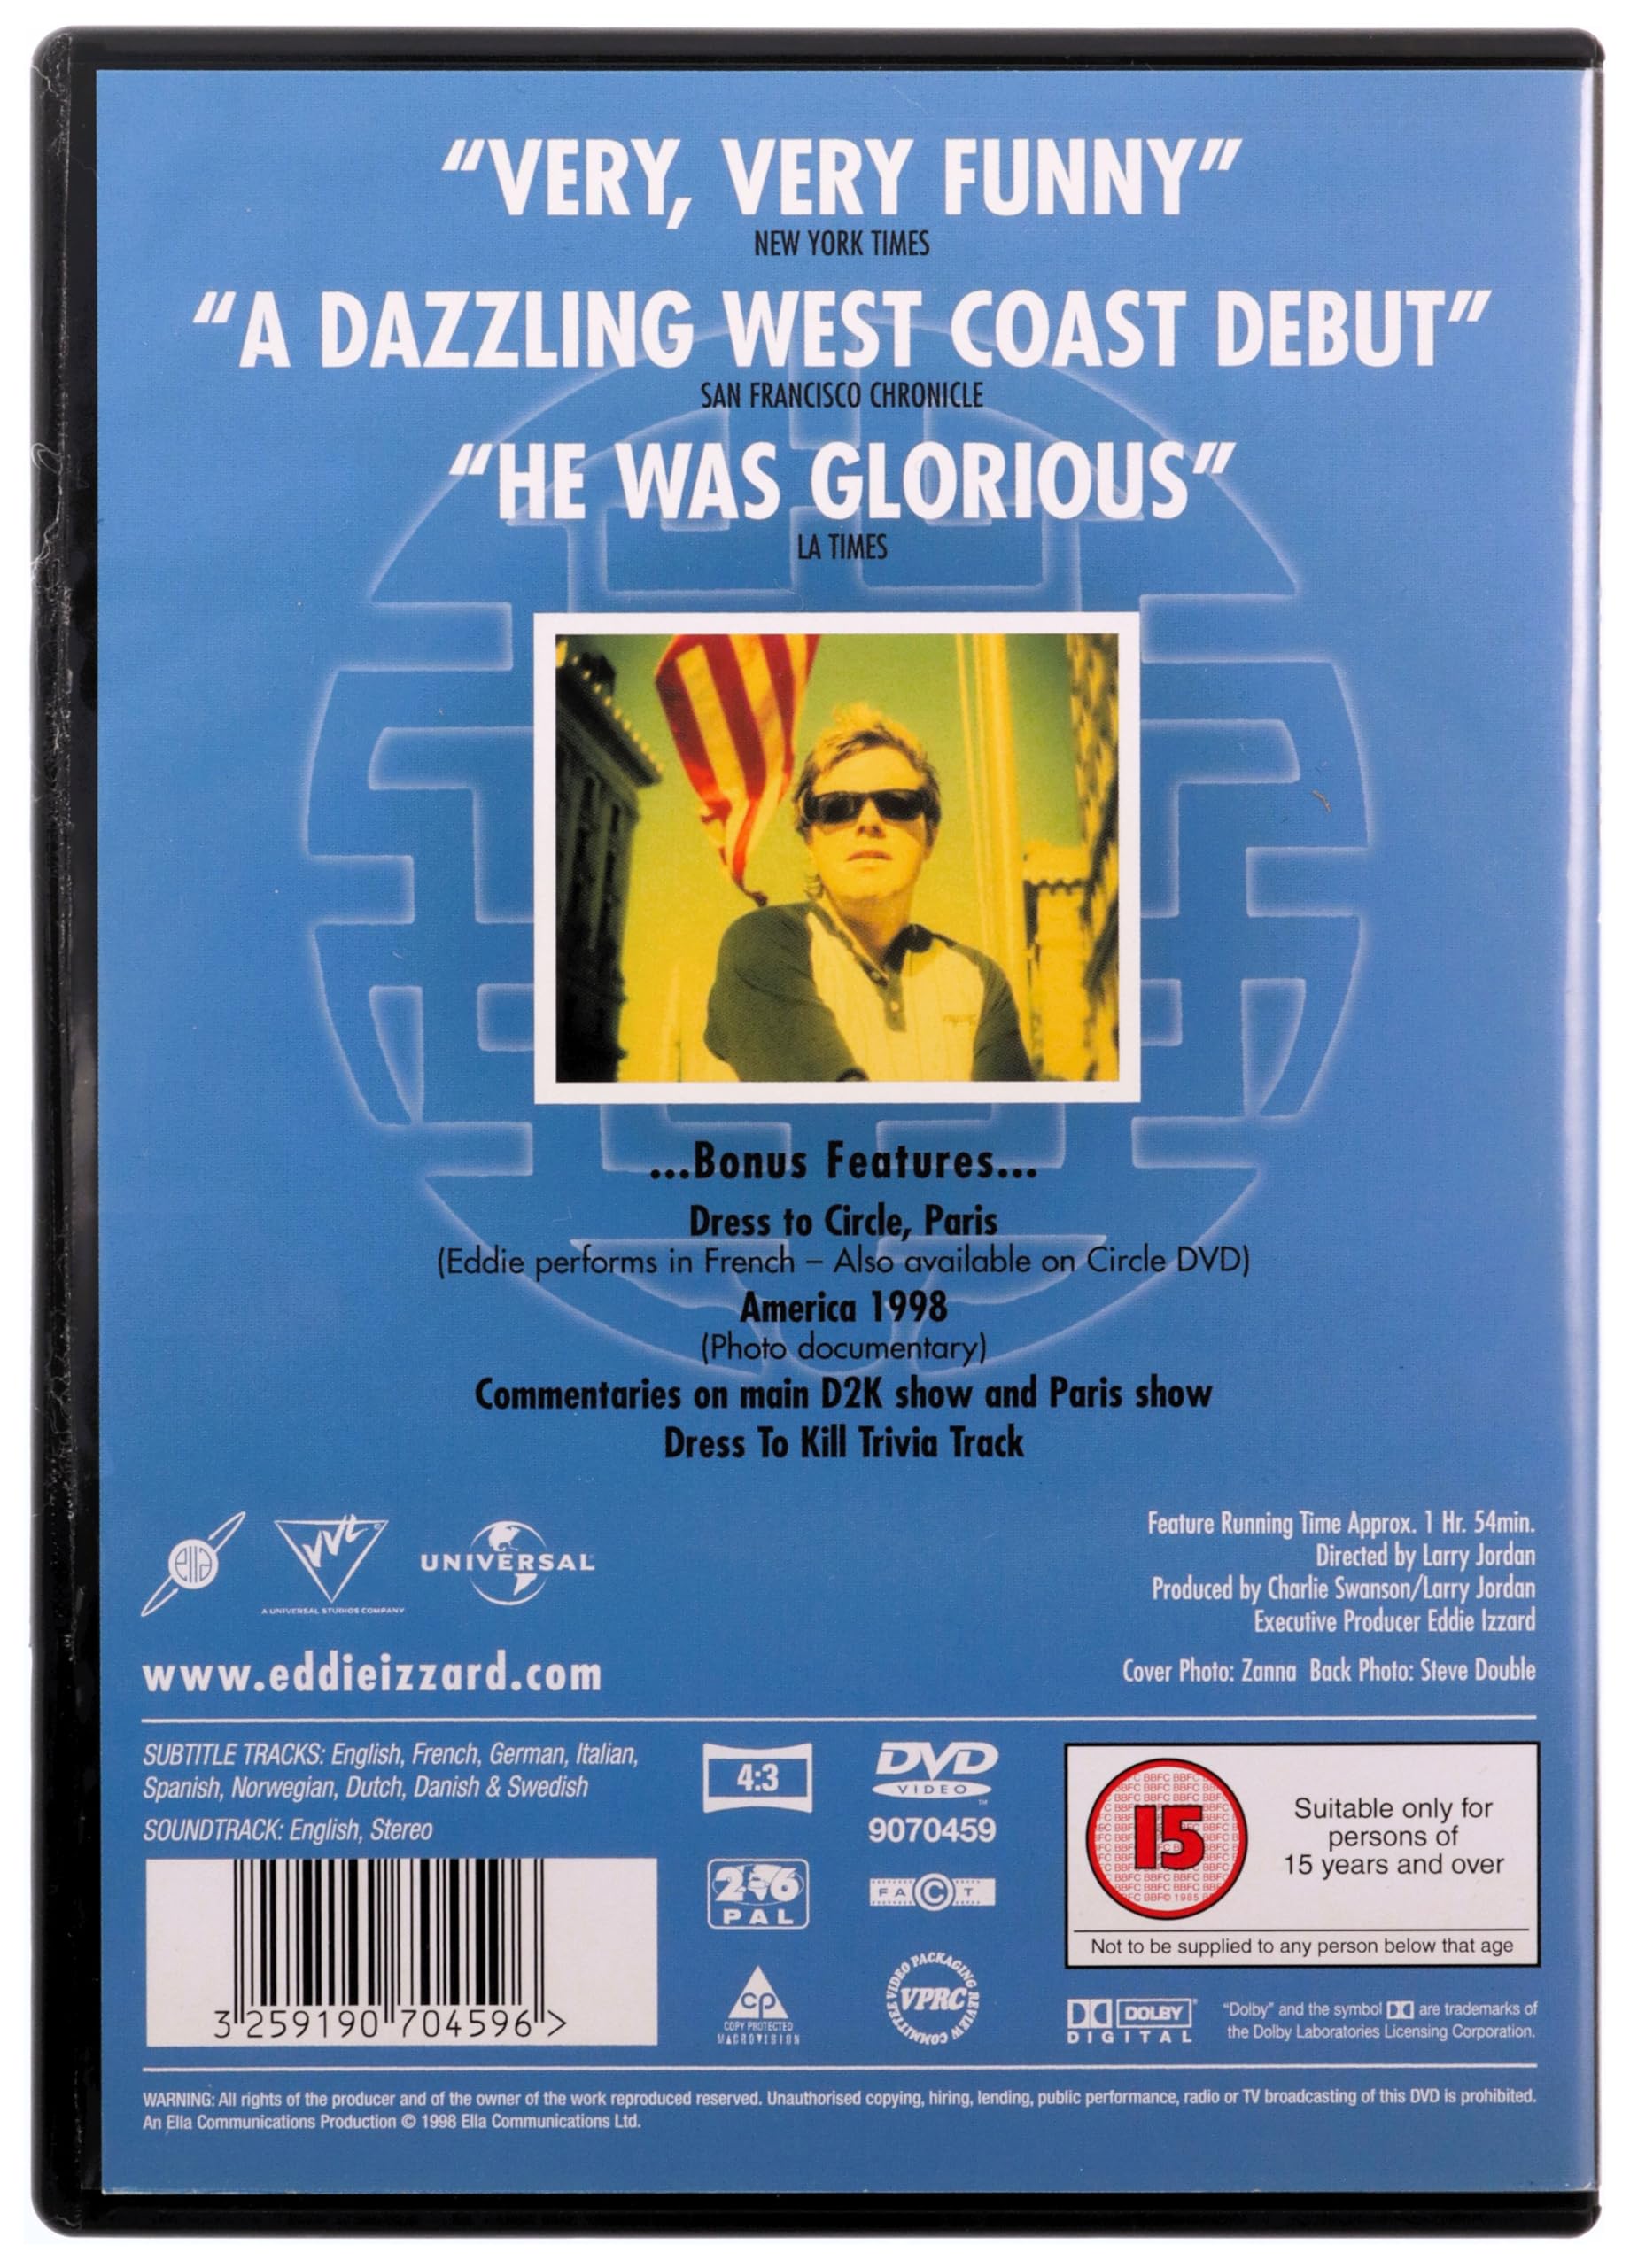 “VERY, VERY FUNNY”
NEW YORK TIMES
“A DAZZLING WEST COAST DEBUT”
SAN FRANCISCO CHRONICLE
“HE WAS GLORIOUS”
LA TIMES
...Bonus Features...
Dress to Circle, Paris
(Eddie performs in French – Also available on Circle DVD)
America 1998
(Photo documentary)
Commentaries on main D2K show and Paris show
Dress To Kill Trivia Track
ella
VVL
A UNIVERSAL STUDIOS COMPANY
UNIVERSAL
Feature Running Time Approx. 1 Hr. 54min.
Directed by Larry Jordan
Produced by Charlie Swanson/Larry Jordan
Executive Producer Eddie Izzard
www.eddieizzard.com
Cover Photo: Zanna Back Photo: Steve Double
SUBTITLE TRACKS: English, French, German, Italian,
Spanish, Norwegian, Dutch, Danish & Swedish
SOUNDTRACK: English, Stereo
3 259190 704596 >
4:3
DVD
VIDEO
TM
9070459
2 6
PAL
FACT
CP
COPY PROTECTED
MACROVISION
VIDEO PACKAGING REVIEW COMMITTEE
VPRC
15
Suitable only for
persons of
15 years and over
Not to be supplied to any person below that age
DOLBY
DIGITAL
“Dolby” and the symbol are trademarks of
the Dolby Laboratories Licensing Corporation.
WARNING: All rights of the producer and of the owner of the work reproduced reserved. Unauthorised copying, hiring, lending, public performance, radio or TV broadcasting of this DVD is prohibited.
An Ella Communications Production © 1998 Ella Communications Ltd.